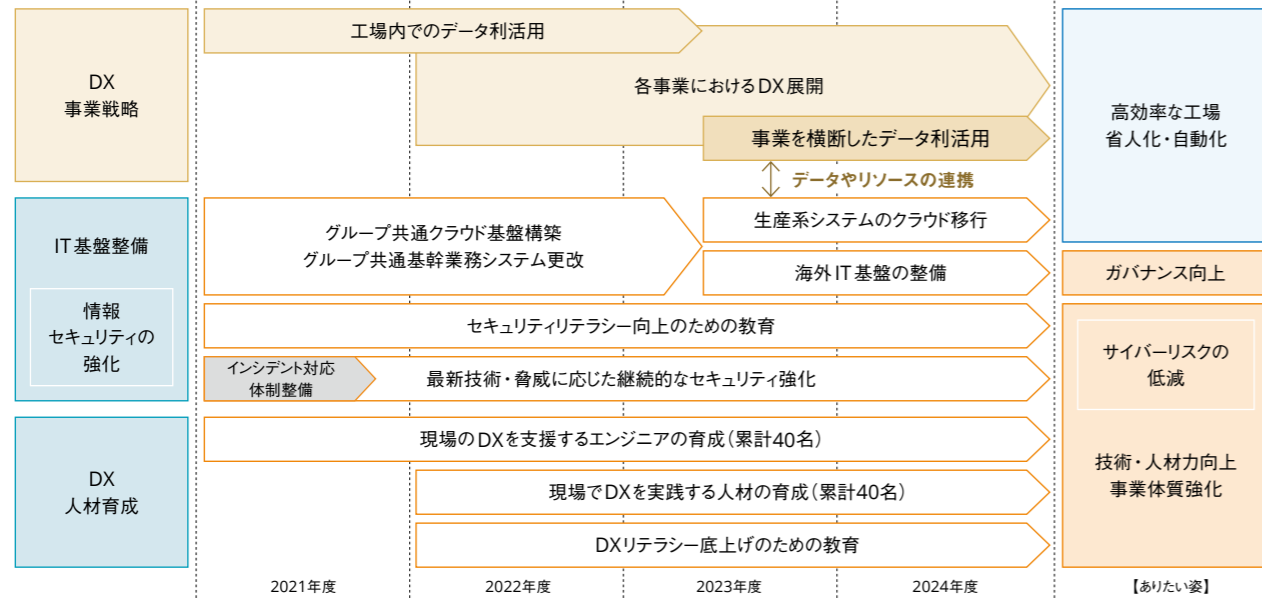 DX
事業戦略
工場内でのデータ利活用
各事業におけるDX展開
事業を横断したデータ利活用
データやリソースの連携
高効率な工場
省人化・自動化
IT基盤整備
情報
セキュリティの
強化
グループ共通クラウド基盤構築
グループ共通基幹業務システム更改
生産系システムのクラウド移行
海外IT基盤の整備
ガバナンス向上
セキュリティリテラシー向上のための教育
インシデント対応
体制整備
最新技術・脅威に応じた継続的なセキュリティ強化
サイバーリスクの
低減
DX
人材育成
現場のDXを支援するエンジニアの育成（累計40名）
現場でDXを実践する人材の育成（累計40名）
DXリテラシー底上げのための教育
技術・人材力向上
事業体質強化
2021年度
2022年度
2023年度
2024年度
【ありたい姿】